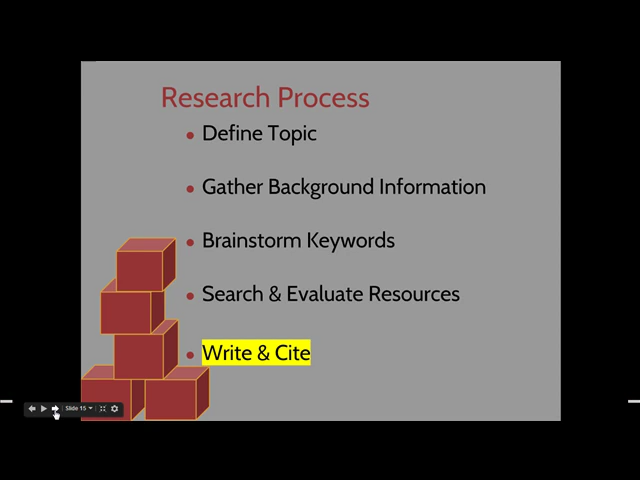 Research Process
Define Topic
Gather Background Information
Brainstorm Keywords
Search & Evaluate Resources
Write & Cite
Slide 15